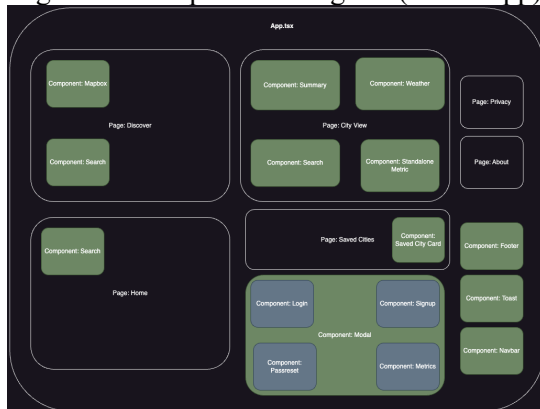 App.tsx
Component: Mapbox
Page: Discover
Component: Search
Component: Summary
Component: Weather
Page: City View
Component: Search
Component: Standalone
Metric
Page: Privacy
Page: About
Component: Search
Page: Home
Page: Saved Cities
Component:
Saved City Card
Component: Login
Component: Signup
Component: Modal
Component:
Passreset
Component: Metrics
Component: Footer
Component: Toast
Component: Navbar